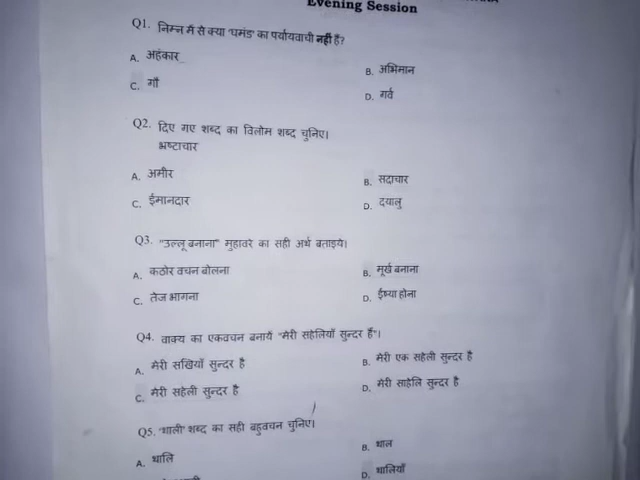 Evening Session
Q1. निम्न में से क्या 'घमंड' का पर्यायवाची नहीं है?
A. अहंकार
B. अभिमान
C. गौ
D. गर्व
Q2. दिए गए शब्द का विलोम शब्द चुनिए।
भ्रष्टाचार
A. अमीर
B. सदाचार
C. ईमानदार
D. दयालु
Q3. "उल्लू बनाना" मुहावरे का सही अर्थ बताइये।
A. कठोर वचन बोलना
B. मूर्ख बनाना
C. तेज भागना
D. ईर्ष्या होना
Q4. वाक्य का एकवचन बनायें "मेरी सहेलियाँ सुन्दर हैं"।
A. मेरी सखियाँ सुन्दर है
B. मेरी एक सहेली सुन्दर है
C. मेरी सहेली सुन्दर है
D. मेरी साहेलि सुन्दर है
Q5. 'थाली' शब्द का सही बहुवचन चुनिए।
A. थालि
B. थाल
D. थालियाँ